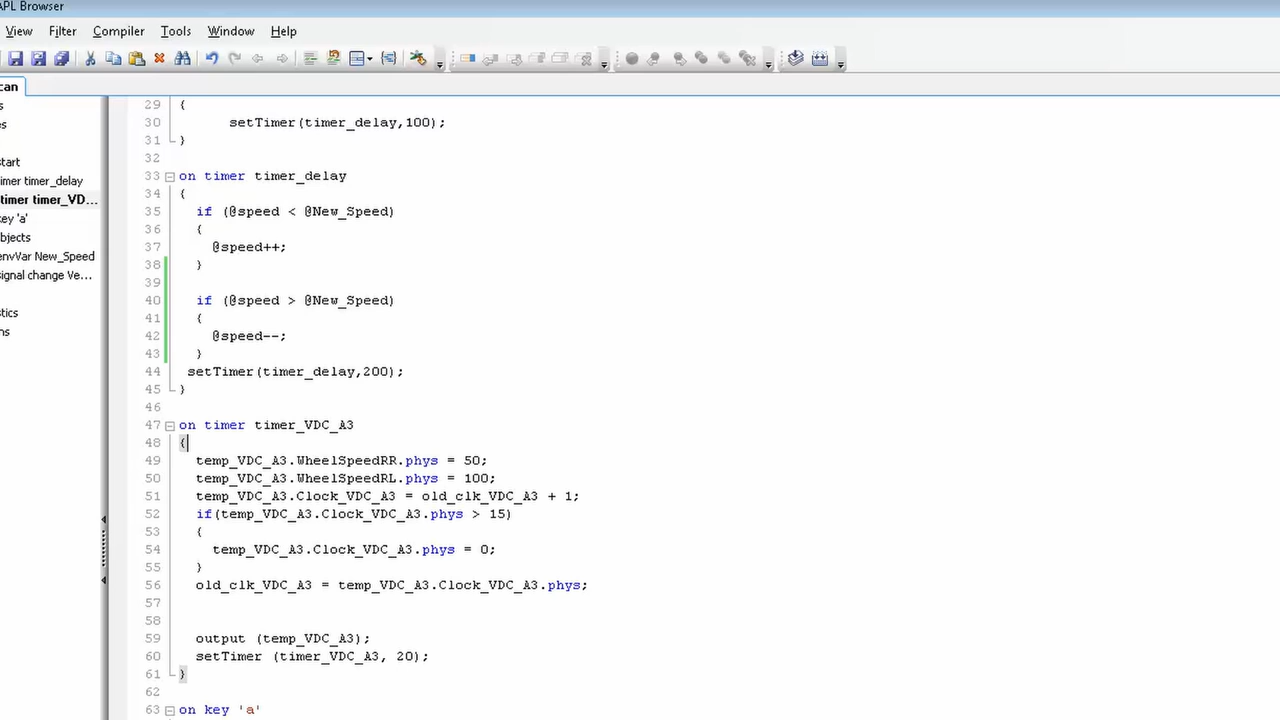 APL Browser
View Filter Compiler Tools Window Help
can
s
es
tart
imer timer_delay
timer timer_VD...
key 'a'
bjects
envVar New_Speed
signal change Ve...
stics
ns
29 {
30 setTimer(timer_delay,100);
31 }
32
33 on timer timer_delay
34 {
35 if (@speed < @New_Speed)
36 {
37 @speed++;
38 }
39
40 if (@speed > @New_Speed)
41 {
42 @speed--;
43 }
44 setTimer(timer_delay,200);
45 }
46
47 on timer timer_VDC_A3
48 {
49 temp_VDC_A3.WheelSpeedRR.phys = 50;
50 temp_VDC_A3.WheelSpeedRL.phys = 100;
51 temp_VDC_A3.Clock_VDC_A3 = old_clk_VDC_A3 + 1;
52 if(temp_VDC_A3.Clock_VDC_A3.phys > 15)
53 {
54 temp_VDC_A3.Clock_VDC_A3.phys = 0;
55 }
56 old_clk_VDC_A3 = temp_VDC_A3.Clock_VDC_A3.phys;
57
58
59 output (temp_VDC_A3);
60 setTimer (timer_VDC_A3, 20);
61 }
62
63 on key 'a'